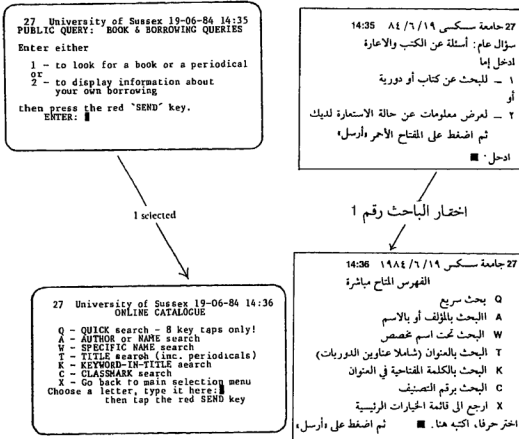 27 University of Sussex 19-06-84 14:35
PUBLIC QUERY: `BOOK & BORROWING QUERIES
Enter either
1 - to look for a book or a periodical
or
2 - to display information about
your own borrowing
then press the red `SEND´ key.
ENTER:
1 selected
27 University of Sussex 19-06-84 14:36
ONLINE CATALOGUE
Q - QUICK search - 8 key taps only!
A - AUTHOR or NAME search
W - SPECIFIC NAME search
T - TITLE search (inc. periodicals)
K - KEYWORD-IN-TITLE search
C - CLASSMARK search
X - Go back to main selection menu
Choose a letter, type it here:
then tap the red SEND key
27 جامعة سسكس ١٩/ ٦/ ٨٤ 14:35
سؤال عام: أسئلة عن الكتب والاعارة
ادخل إما
١ ــ للبحث عن كتاب أو دورية
أو
٢ ــ لعرض معلومات عن حالة الاستعارة لديك
ثم اضغط على المفتاح الأحمر «أرسل»
ادخل·
اختار الباحث رقم 1
27 جامعة سسكس ١٩/ ٦/ ١٩٨٤ 14:36
الفهرس المتاح مباشرة
Q بحث سريع
A االبحث بالمؤلف أو بالاسم
W البحث تحت اسم مخصص
T البحث بالعنوان (شاملا عناوين الدوريات)
K البحث بالكلمة المفتاحية في العنوان
C البحث برقم التصنيف
X ارجع الى قائمة الخيارات الرئيسية
اختر حرفا، اكتبه هنا. ثم اضغط على «أرسل»